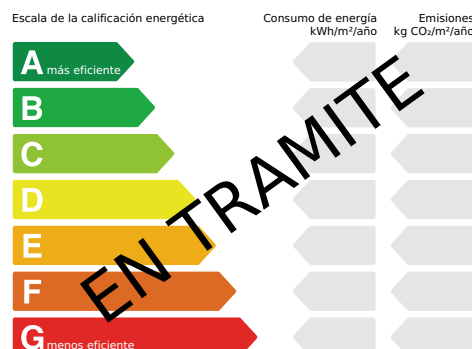 Escala de la calificación energética
Consumo de energía
kWh/m²/año
Emisiones
kg CO₂/m²/año
A más eficiente
B
C
D
E
F
G menos eficiente
EN TRAMITE